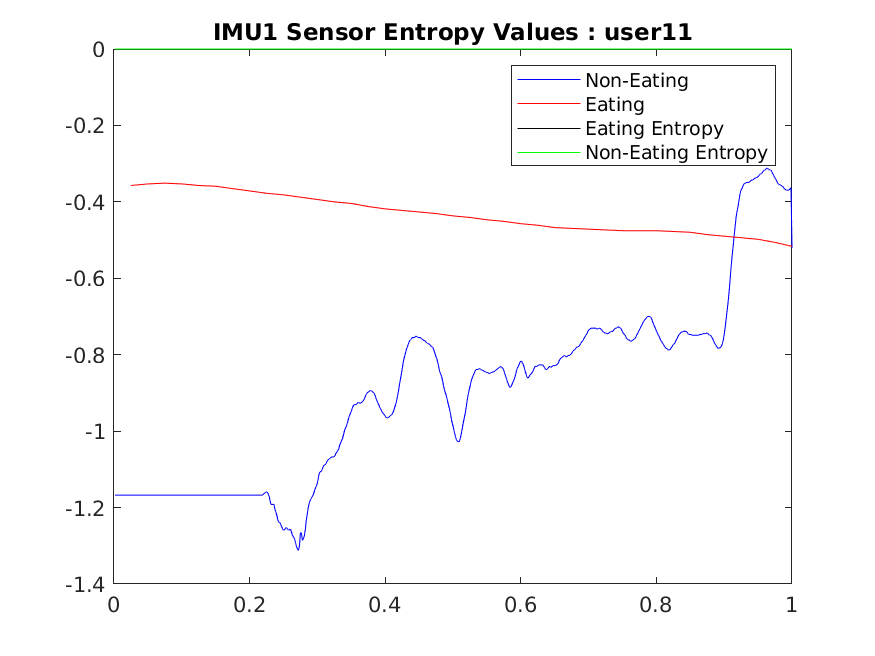 IMU1 Sensor Entropy Values : user11
0
-0.2
-0.4
-0.6
-0.8
-1
-1.2
-1.4
0 0.2 0.4 0.6 0.8 1
Non-Eating
Eating
Eating Entropy
Non-Eating Entropy